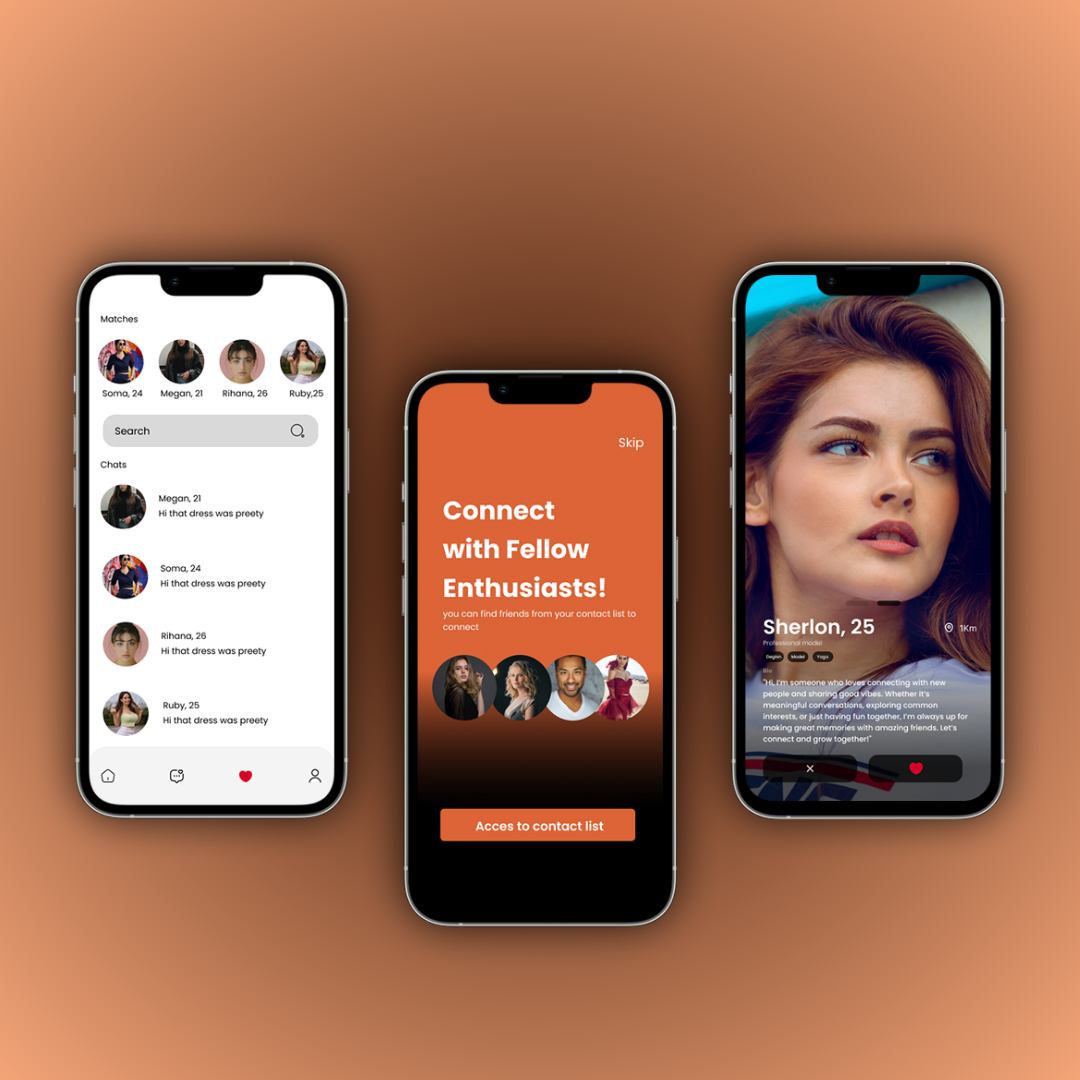 Matches
Soma, 24
Megan, 21
Rihana, 26
Ruby,25
Search
Chats
Megan, 21
Hi that dress was preety
Soma, 24
Hi that dress was preety
Rihana, 26
Hi that dress was preety
Ruby, 25
Hi that dress was preety
Skip
Connect
with Fellow
Enthusiasts!
you can find friends from your contact list to
connect
Acces to contact list
Sherlon, 25
1Km
Professional model
Model
Yoga
Bio
"Hi, I'm someone who loves connecting with new
people and sharing good vibes. Whether it's
meaningful conversations, exploring common
interests, or just having fun together, I'm always up for
making great memories with amazing friends. Let's
connect and grow together!"